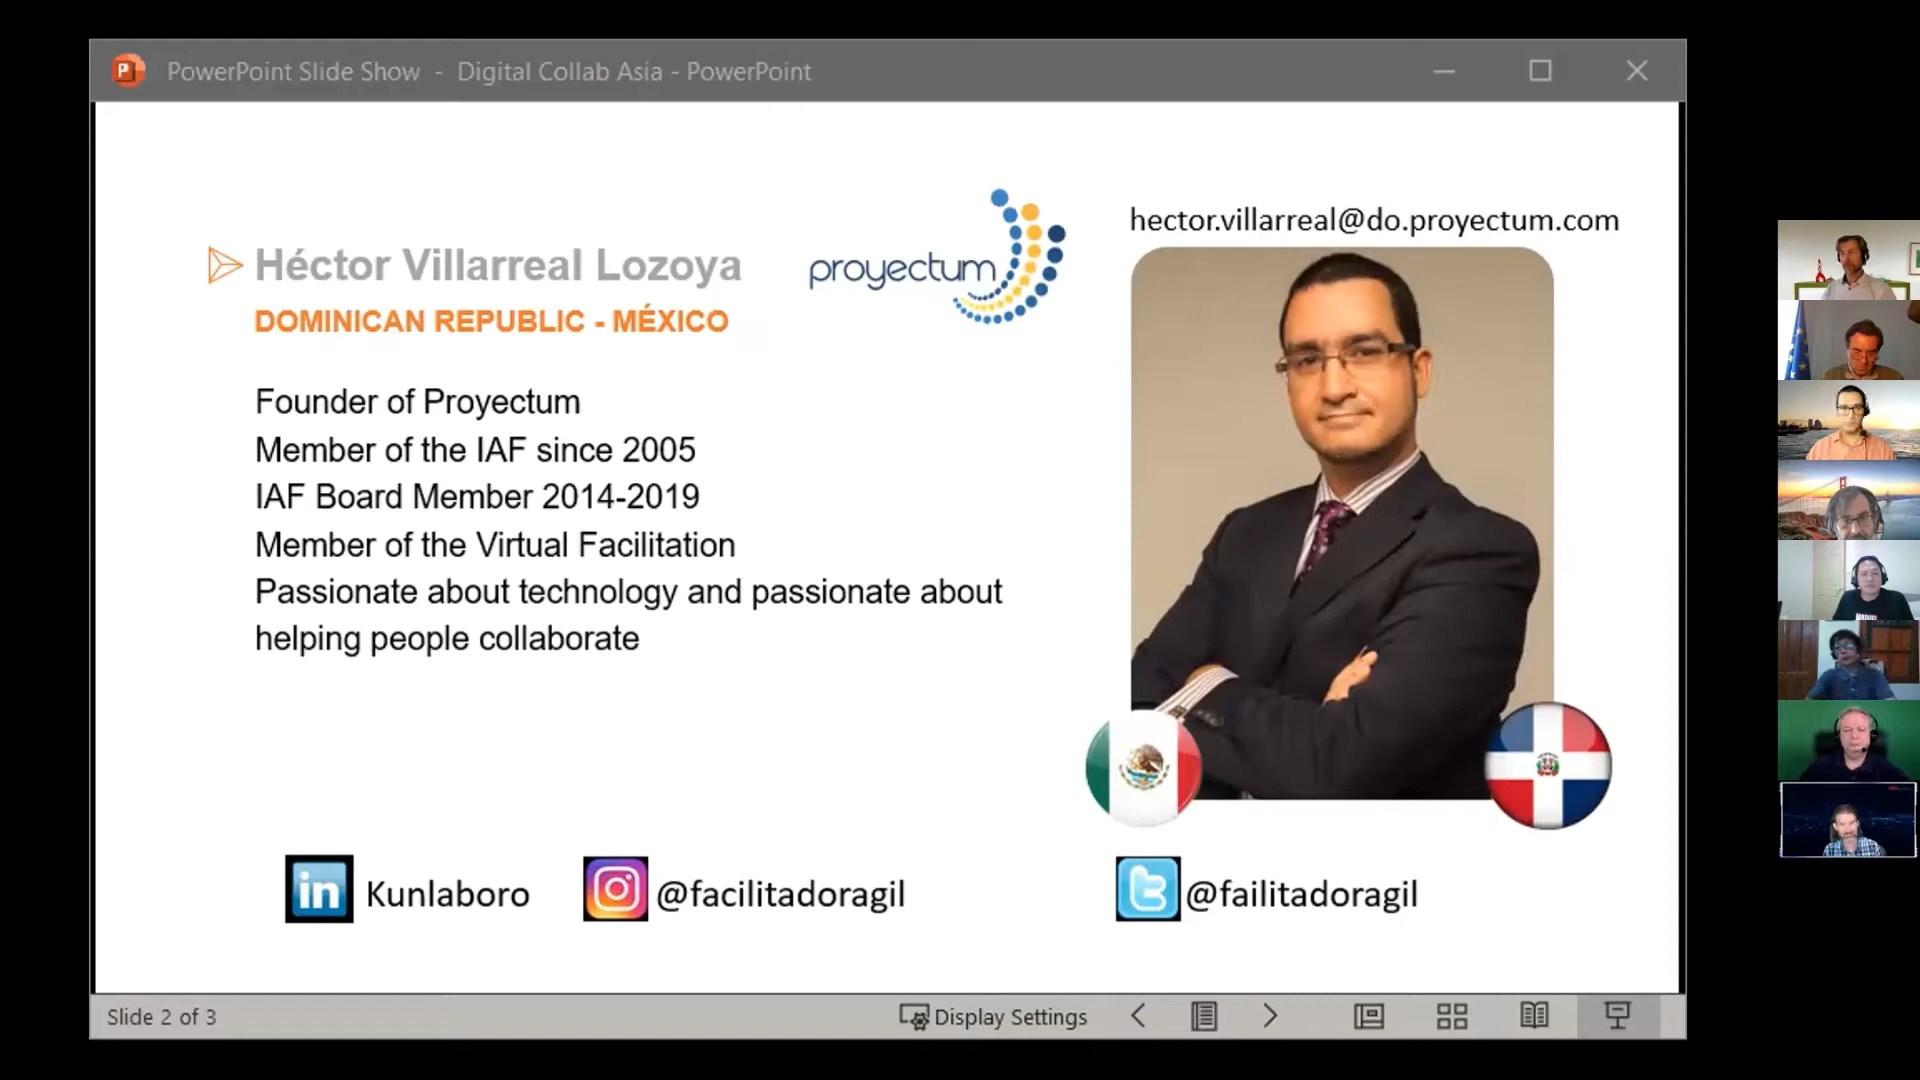 PowerPoint Slide Show - Digital Collab Asia - PowerPoint
hector.villarreal@do.proyectum.com
Héctor Villarreal Lozoya
proyectum
DOMINICAN REPUBLIC - MÉXICO
Founder of Proyectum
Member of the IAF since 2005
IAF Board Member 2014-2019
Member of the Virtual Facilitation
Passionate about technology and passionate about
helping people collaborate
in Kunlaboro
@facilitadoragil
@failitadoragil
Slide 2 of 3
Display Settings